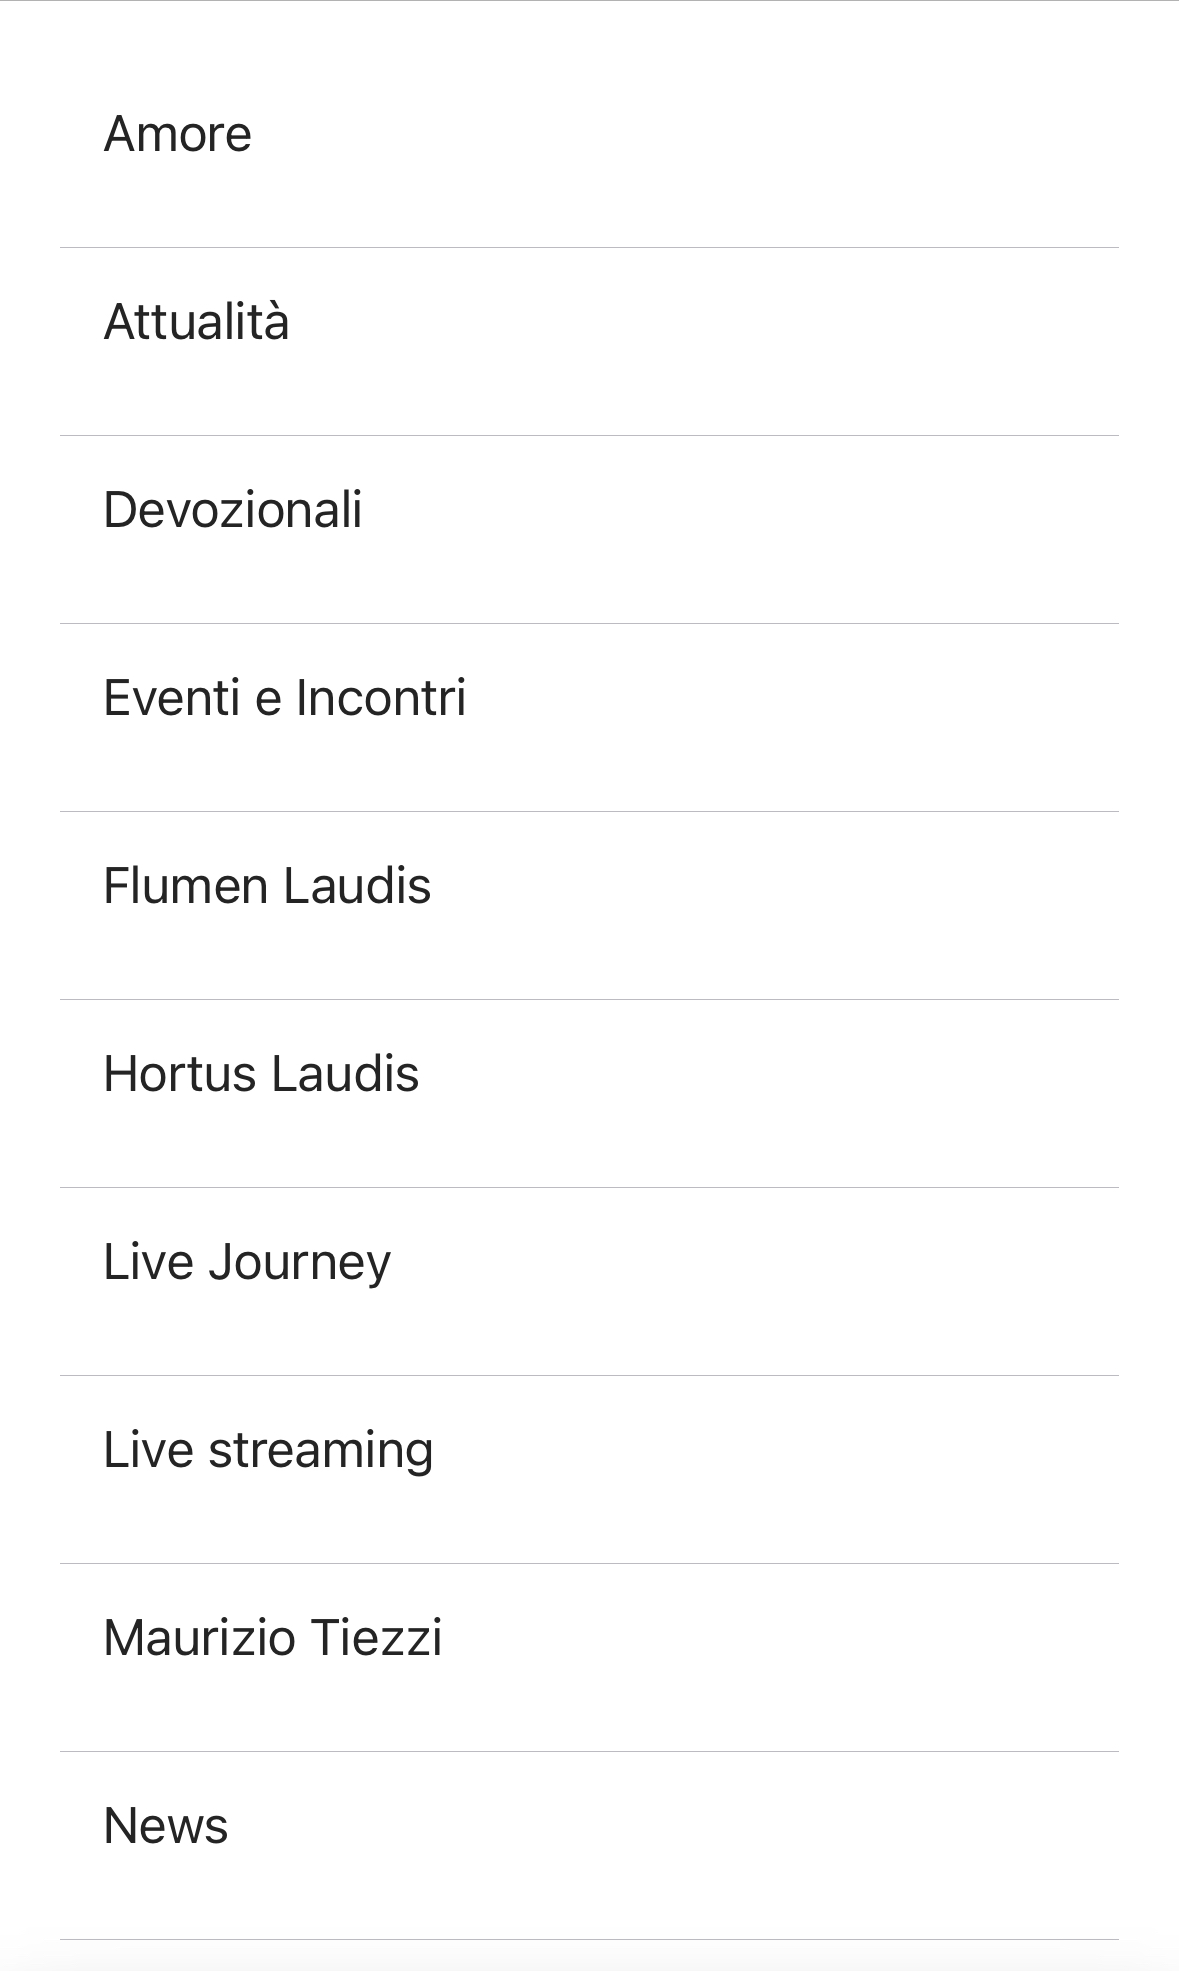 Amore
Attualità
Devozionali
Eventi e Incontri
Flumen Laudis
Hortus Laudis
Live Journey
Live streaming
Maurizio Tiezzi
News